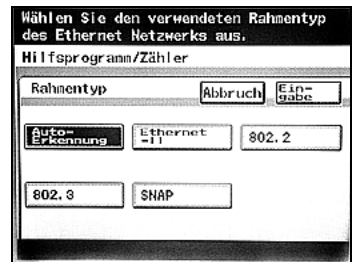 Wählen Sie den verwendeten Rahmentyp
des Ethernet Netzwerks aus.
Hilfsprogramm/Zähler
Rahmentyp
Abbruch
Ein-
gabe
Auto-
Erkennung
Ethernet
-II
802.2
802.3
SNAP